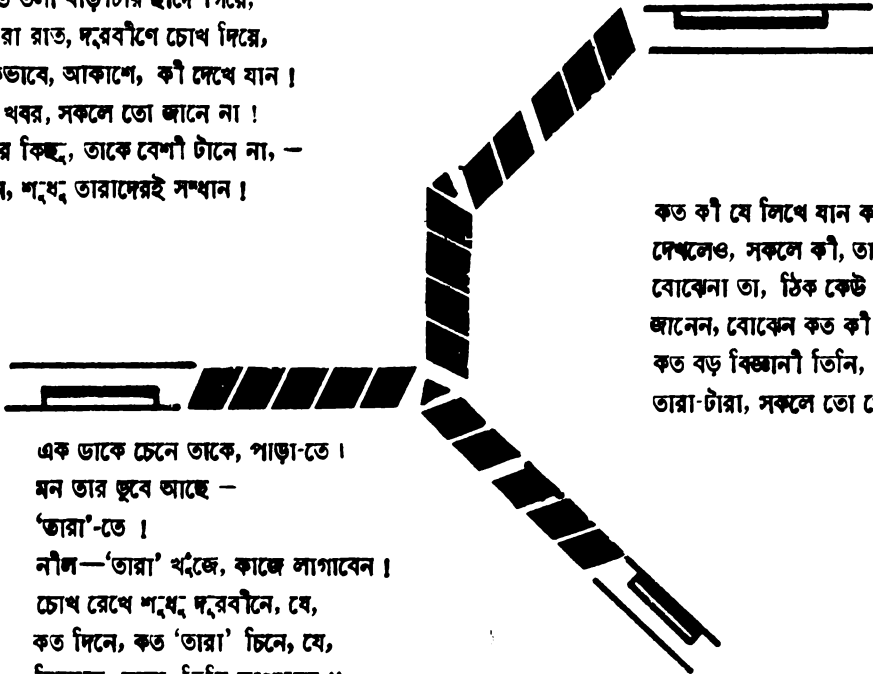 রা রাত, দূরবীণে চোখ দিয়ে,
আকাশে, কী দেখে যান !
খবর, সকলে তো জানে না !
কিছু, তাকে বেশী টানে না, –
শুধু তারাদেরই সন্ধান !
কত কী যে লিখে যান
দেখলেও, সকলে কী,
বোঝেনা তা, ঠিক কেউ
জানেন, বোঝেন কত কী
কত বড় বিজ্ঞানী তিনি,
তারা-টারা, সকলে তো
এক ডাকে চেনে তাকে, পাড়া-তে ।
মন তার ডুবে আছে –
‘তারা’-তে !
নীল—‘তারা’ খুঁজে, কাজে লাগাবেন !
চোখ রেখে শুধু দূরবীনে, যে,
কত দিনে, কত ‘তারা’ চিনে, যে,